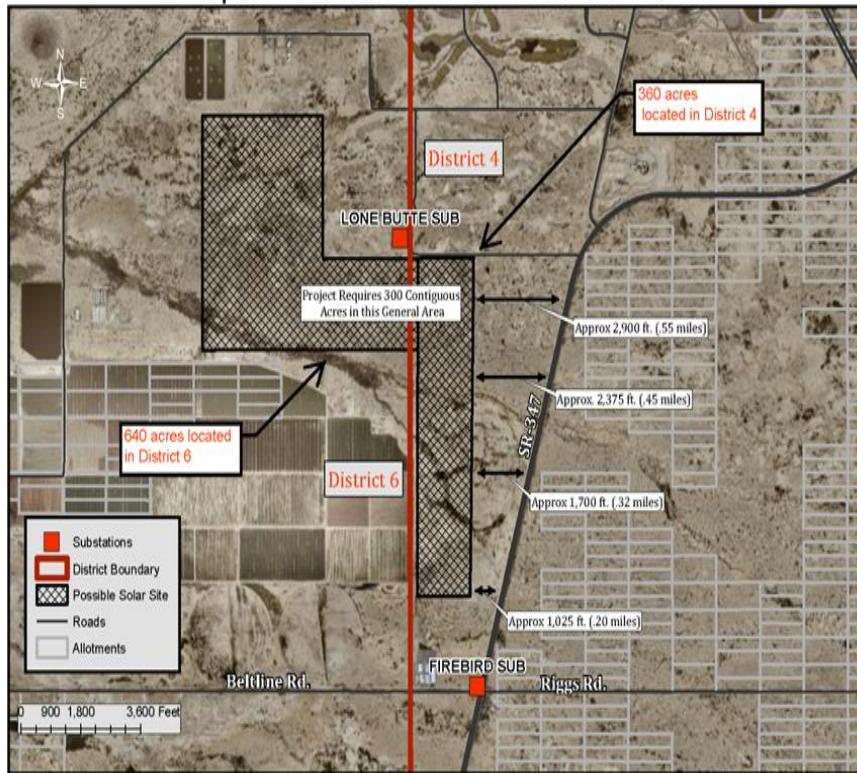 N
W E
S
360 acres
located in District 4
District 4
LONE BUTTE SUB
Project Requires 300 Contiguous
Acres in this General Area
Approx 2,900 ft. (.55 miles)
Approx. 2,375 ft. (.45 miles)
SR-347
640 acres located
in District 6
District 6
Approx 1,700 ft. (.32 miles)
Substations
District Boundary
Possible Solar Site
Roads
Allotments
Approx 1,025 ft. (.20 miles)
FIREBIRD SUB
Beltline Rd.
Riggs Rd.
0 900 1,800 3,600 Feet